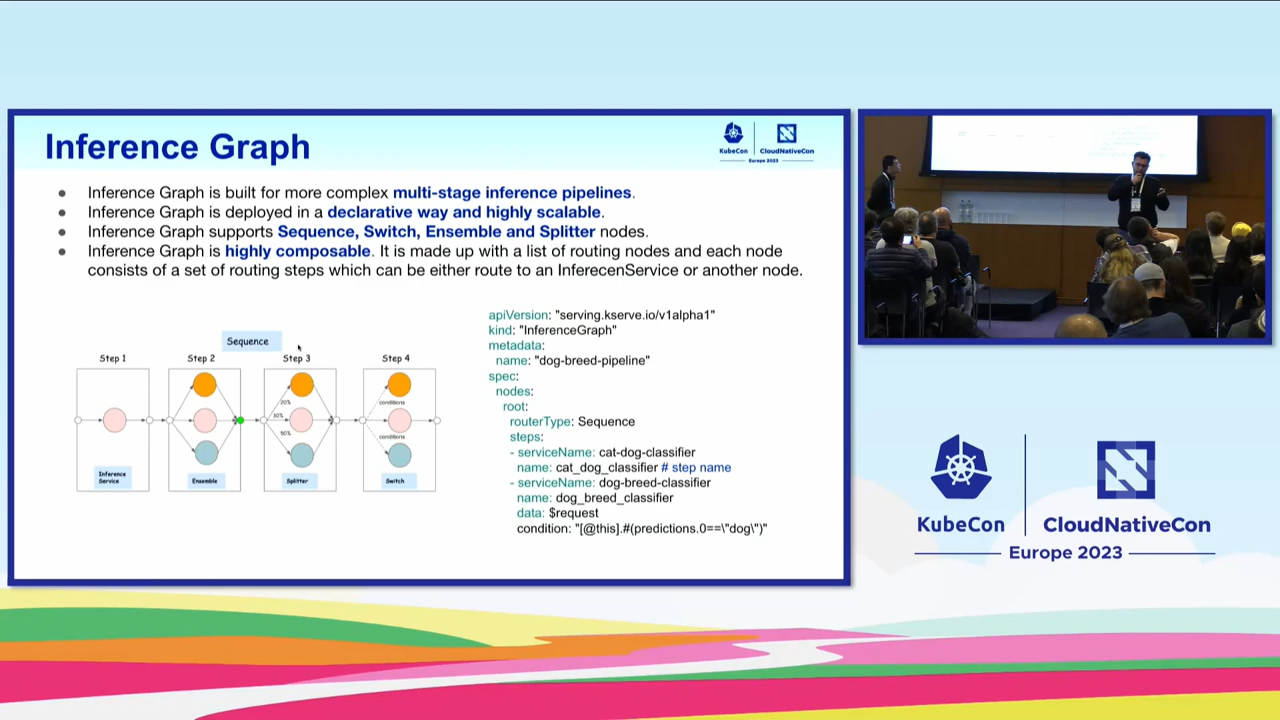 Inference Graph
KubeCon
CloudNativeCon
Europe 2023
● Inference Graph is built for more complex multi-stage inference pipelines.
● Inference Graph is deployed in a declarative way and highly scalable.
● Inference Graph supports Sequence, Switch, Ensemble and Splitter nodes.
● Inference Graph is highly composable. It is made up with a list of routing nodes and each node
consists of a set of routing steps which can be either route to an InferecenService or another node.
Sequence
Step 1
Step 2
Step 3
Step 4
20%
30%
50%
conditions
conditions
Inference
Service
Ensemble
Splitter
Switch
apiVersion: "serving.kserve.io/v1alpha1"
kind: "InferenceGraph"
metadata:
name: "dog-breed-pipeline"
spec:
nodes:
root:
routerType: Sequence
steps:
- serviceName: cat-dog-classifier
name: cat_dog_classifier # step name
- serviceName: dog-breed-classifier
name: dog_breed_classifier
data: $request
condition: "[@this].#(predictions.0==\"dog\")"
KubeCon
CloudNativeCon
Europe 2023